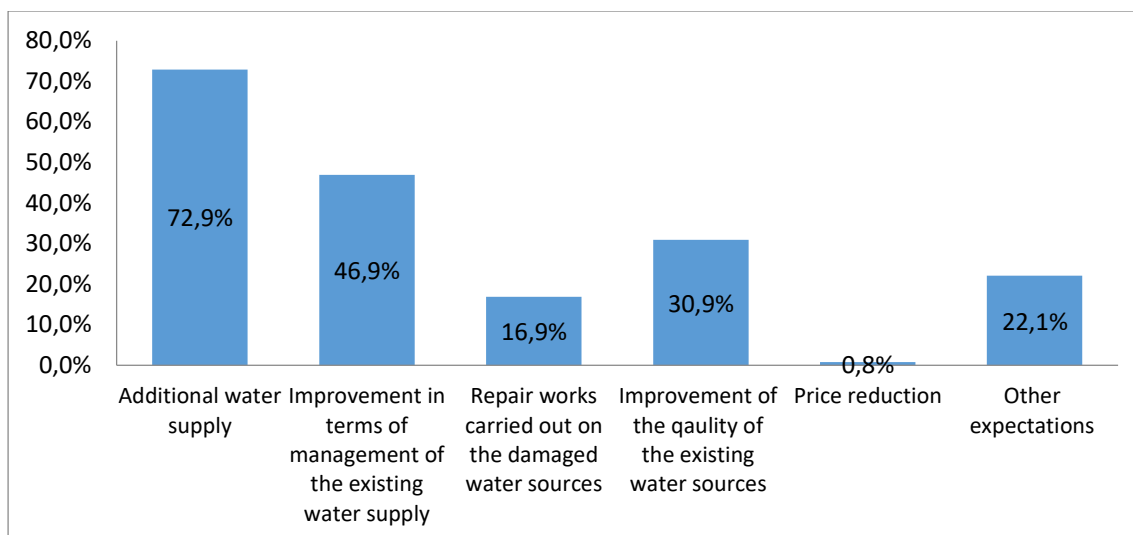 80,0%
70,0%
60,0%
50,0%
40,0%
30,0%
20,0%
10,0%
0,0%
72,9%
46,9%
16,9%
30,9%
0,8%
22,1%
Additional water
supply
Improvement in
terms of
management of
the existing
water supply
Repair works
carried out on
the damaged
water sources
Improvement of
the qaulity of
the existing
water sources
Price reduction
Other
expectations